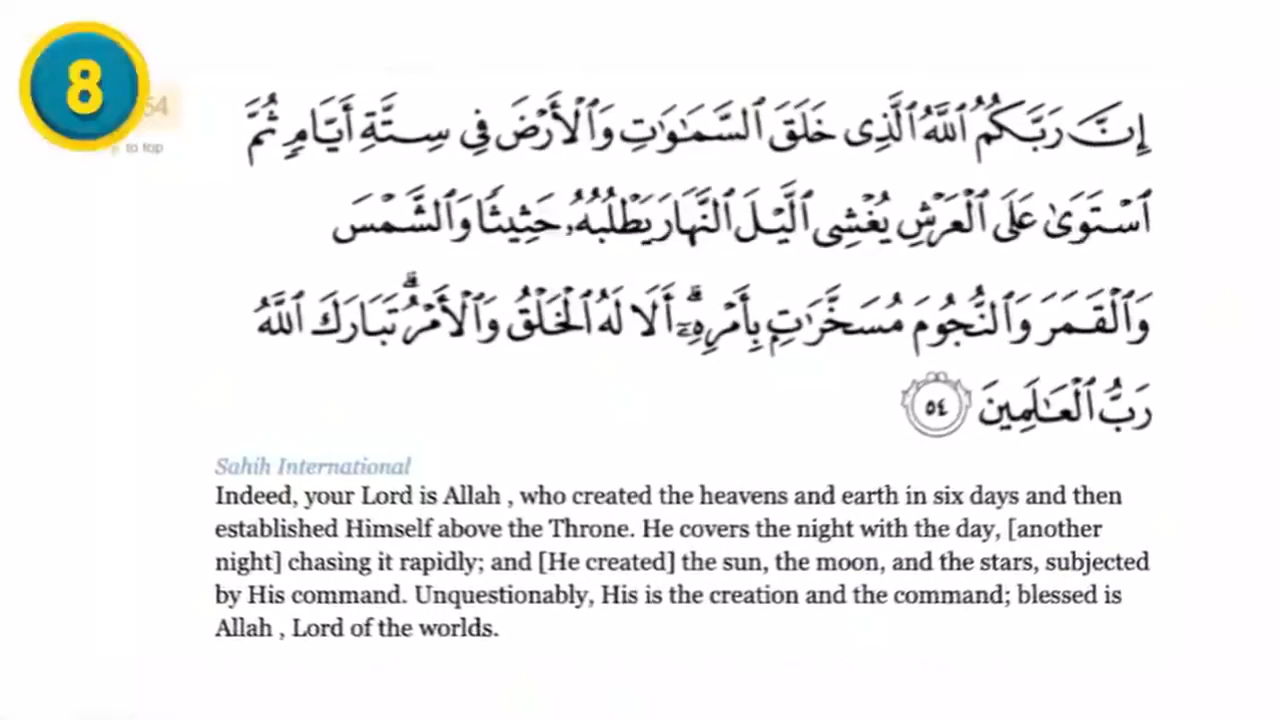 8
54
to top
إِنَّ رَبَّكُمُ ٱللَّهُ ٱلَّذِى خَلَقَ ٱلسَّمَـٰوَٰتِ وَٱلْأَرْضَ فِى سِتَّةِ أَيَّامٍ ثُمَّ
ٱسْتَوَىٰ عَلَى ٱلْعَرْشِ يُغْشِى ٱلَّيْلَ ٱلنَّهَارَ يَطْلُبُهُۥ حَثِيثًا وَٱلشَّمْسَ
وَٱلْقَمَرَ وَٱلنُّجُومَ مُسَخَّرَٰتٍۭ بِأَمْرِهِۦٓ ۗ أَلَا لَهُ ٱلْخَلْقُ وَٱلْأَمْرُ ۗ تَبَارَكَ ٱللَّهُ
رَبُّ ٱلْعَـٰلَمِينَ ٥٤
Sahih International
Indeed, your Lord is Allah , who created the heavens and earth in six days and then
established Himself above the Throne. He covers the night with the day, [another
night] chasing it rapidly; and [He created] the sun, the moon, and the stars, subjected
by His command. Unquestionably, His is the creation and the command; blessed is
Allah , Lord of the worlds.